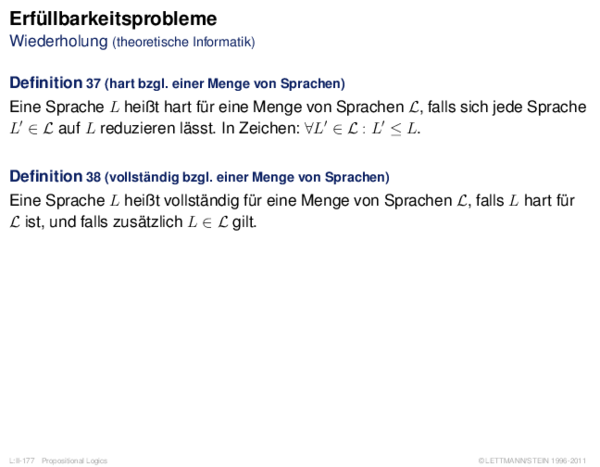 Erfüllbarkeitsprobleme
Wiederholung (theoretische Informatik)
Definition 37 (hart bzgl. einer Menge von Sprachen)
Eine Sprache L heißt hart für eine Menge von Sprachen ℒ, falls sich jede Sprache
L′ ∈ ℒ auf L reduzieren lässt. In Zeichen: ∀L′ ∈ ℒ : L′ ≤ L.
Definition 38 (vollständig bzgl. einer Menge von Sprachen)
Eine Sprache L heißt vollständig für eine Menge von Sprachen ℒ, falls L hart für
ℒ ist, und falls zusätzlich L ∈ ℒ gilt.
L:II-177 Propositional Logics
©LETTMANN/STEIN 1996-2011